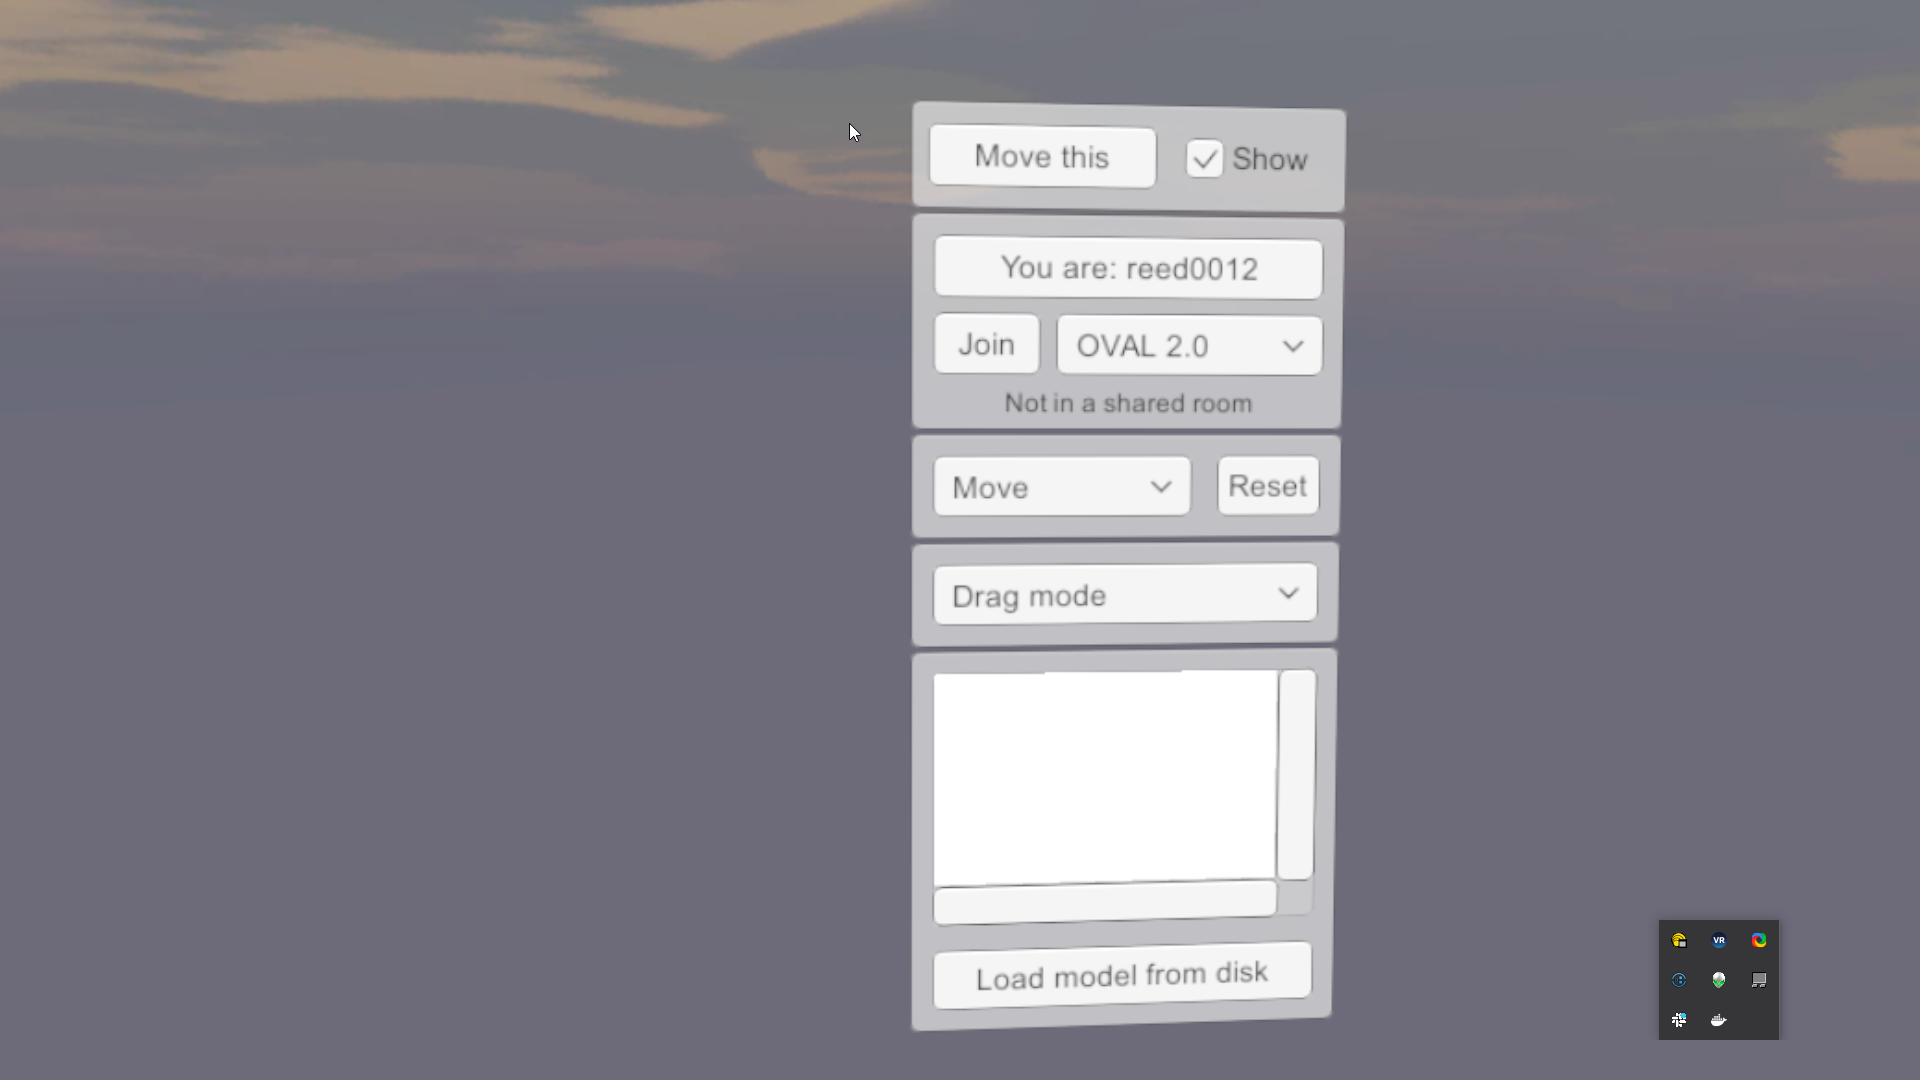 Move this
Show
You are: reed0012
Join
OVAL 2.0
Not in a shared room
Move
Reset
Drag mode
Load model from disk
VR